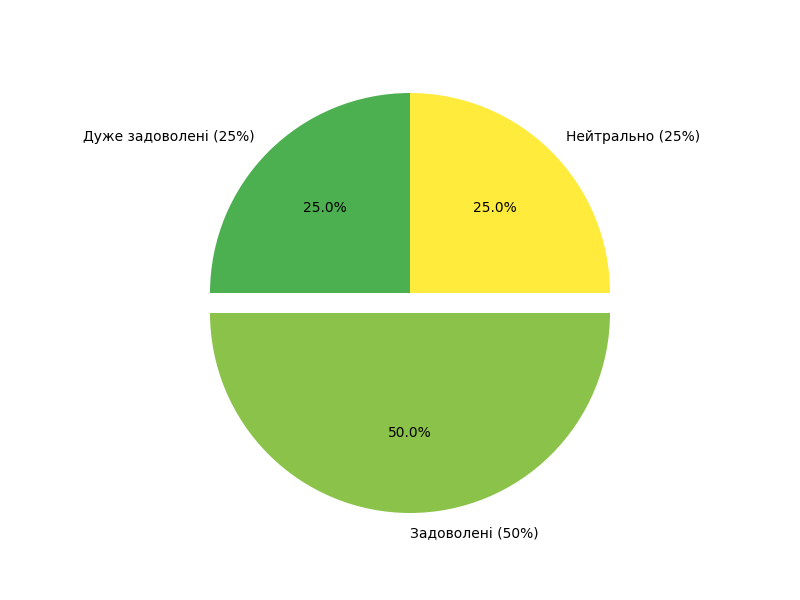 Дуже задоволені (25%)
Нейтрально (25%)
25.0%
25.0%
50.0%
Задоволені (50%)